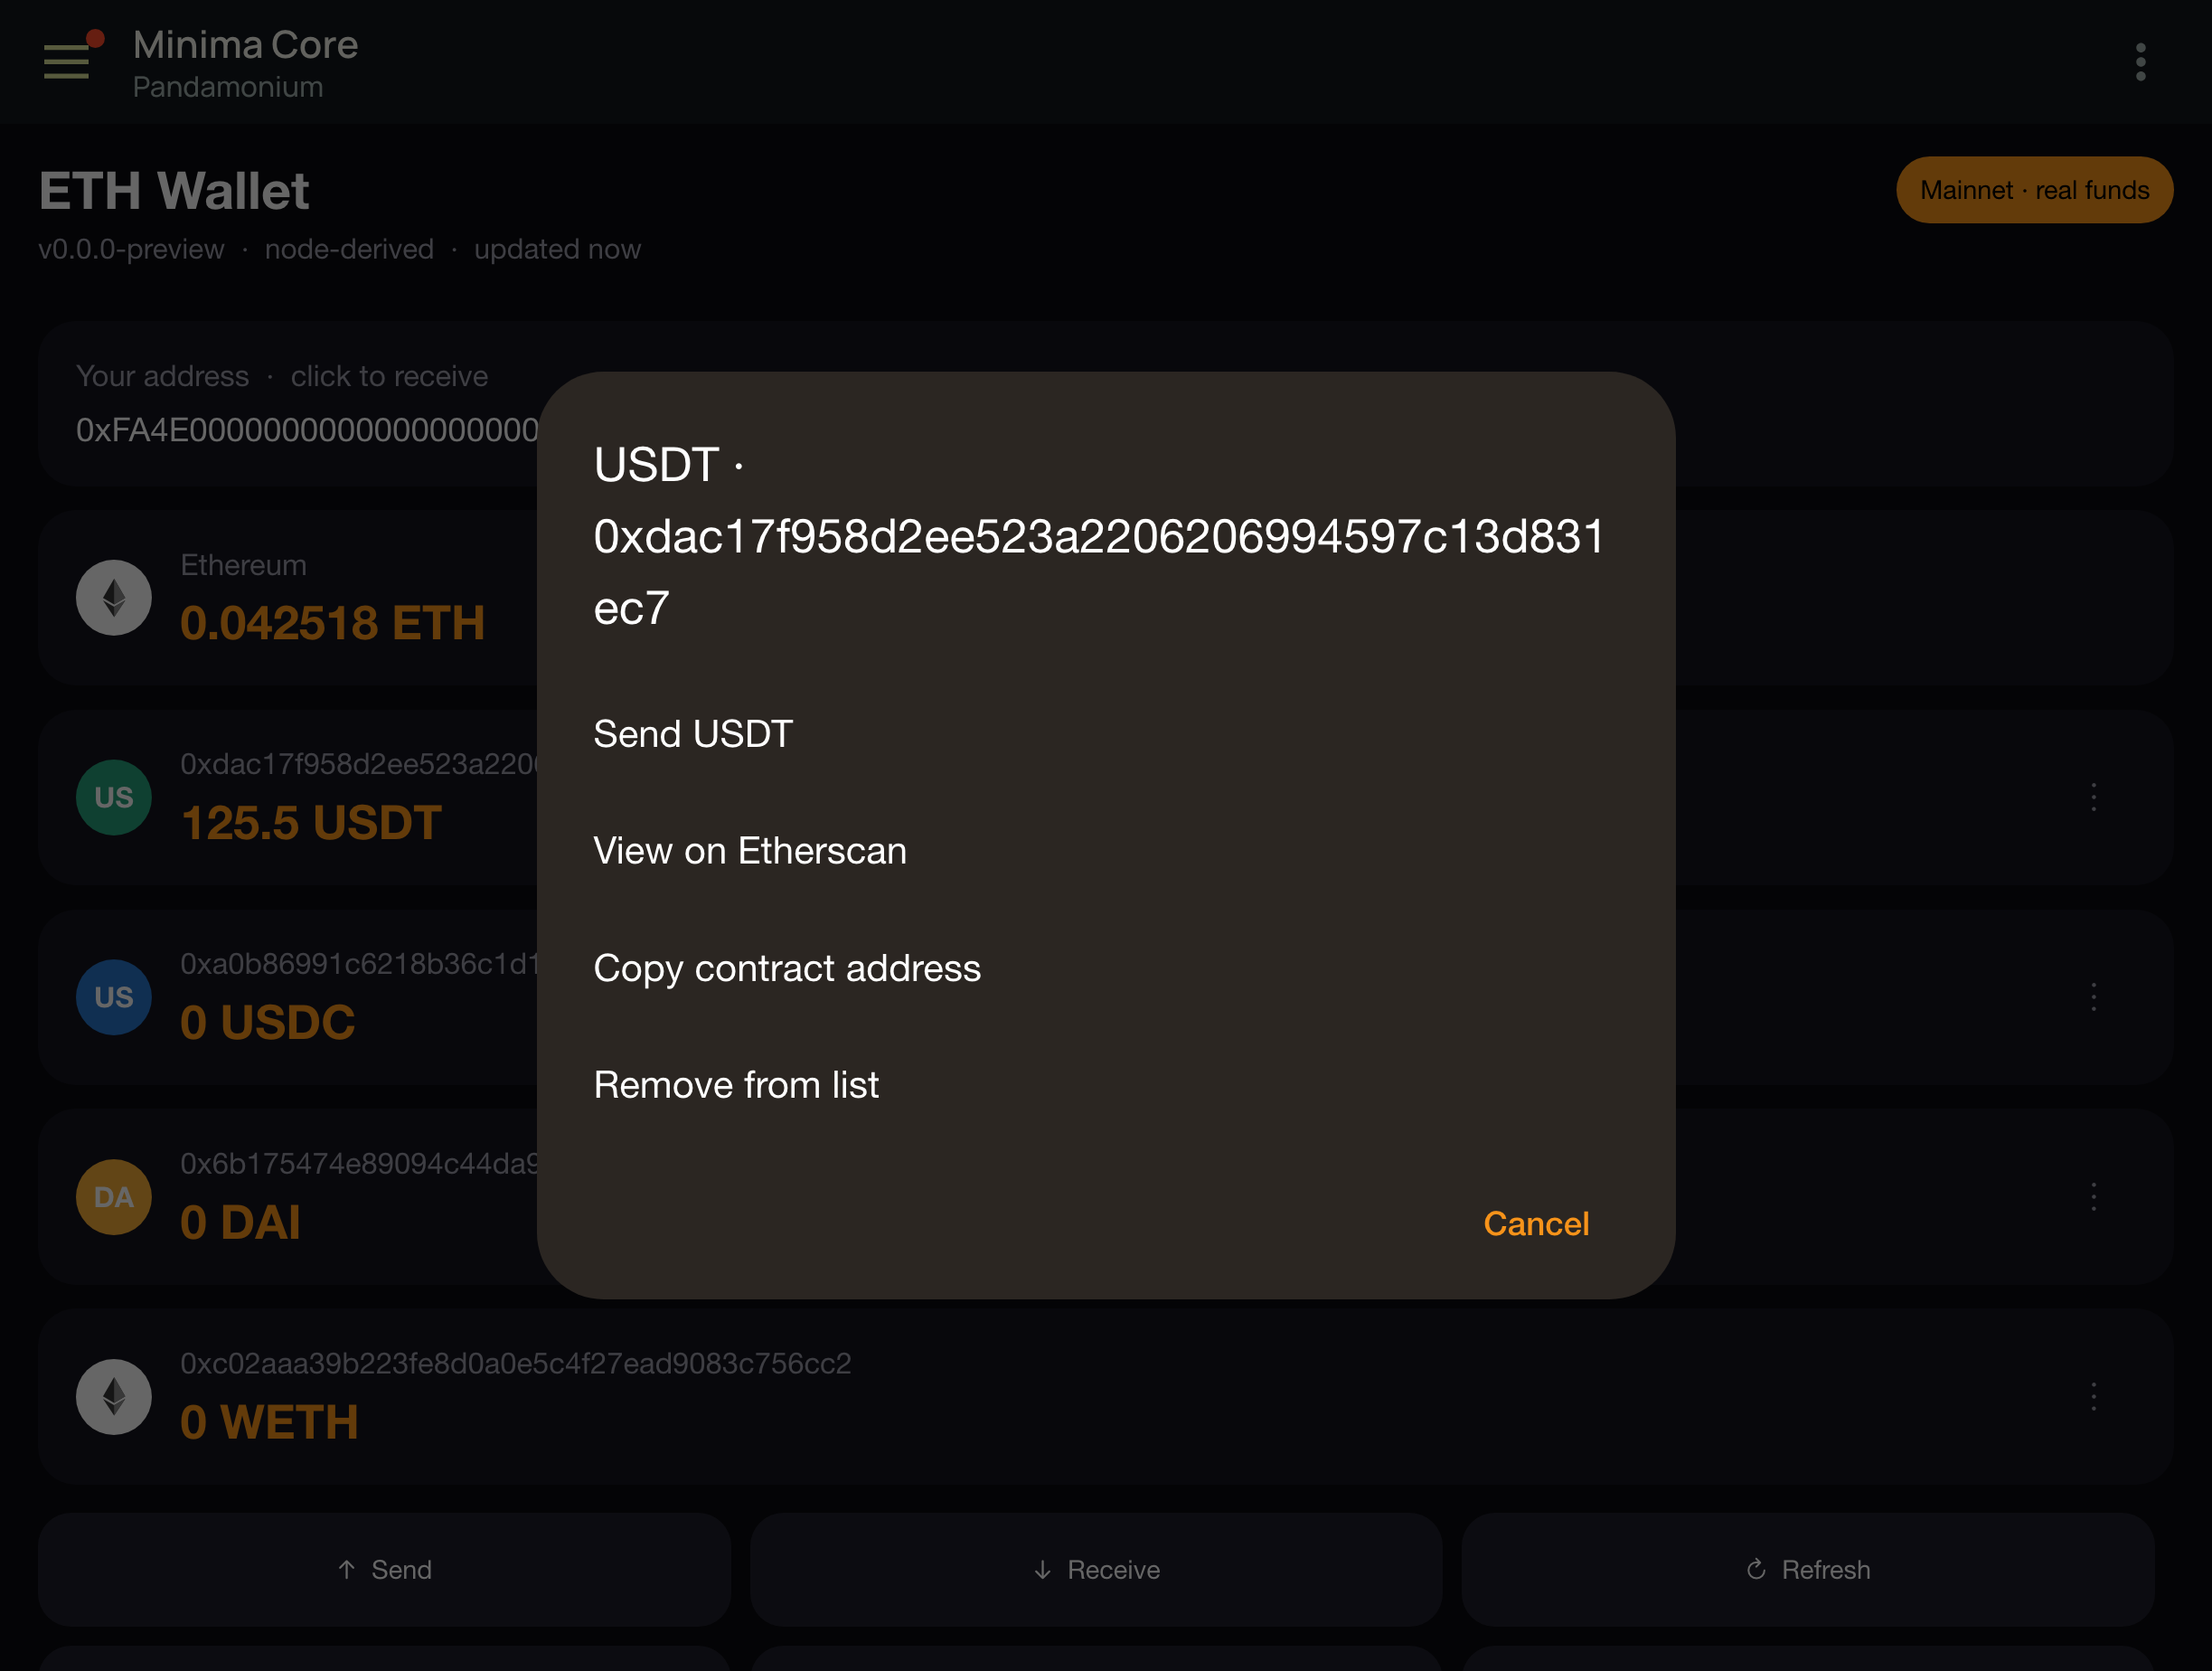 Minima Core
Pandamonium
ETH Wallet
Mainnet · real funds
v0.0.0-preview · node-derived · updated now
Your address · click to receive
0xFA4E0000000000000000000
USDT ·
0xdac17f958d2ee523a2206206994597c13d831
ec7
Send USDT
View on Etherscan
Copy contract address
Remove from list
Cancel
Ethereum
0.042518 ETH
US
0xdac17f958d2ee523a220
125.5 USDT
US
0xa0b86991c6218b36c1d1
0 USDC
DA
0x6b175474e89094c44da9
0 DAI
0xc02aaa39b223fe8d0a0e5c4f27ead9083c756cc2
0 WETH
↑ Send
↓ Receive
Refresh